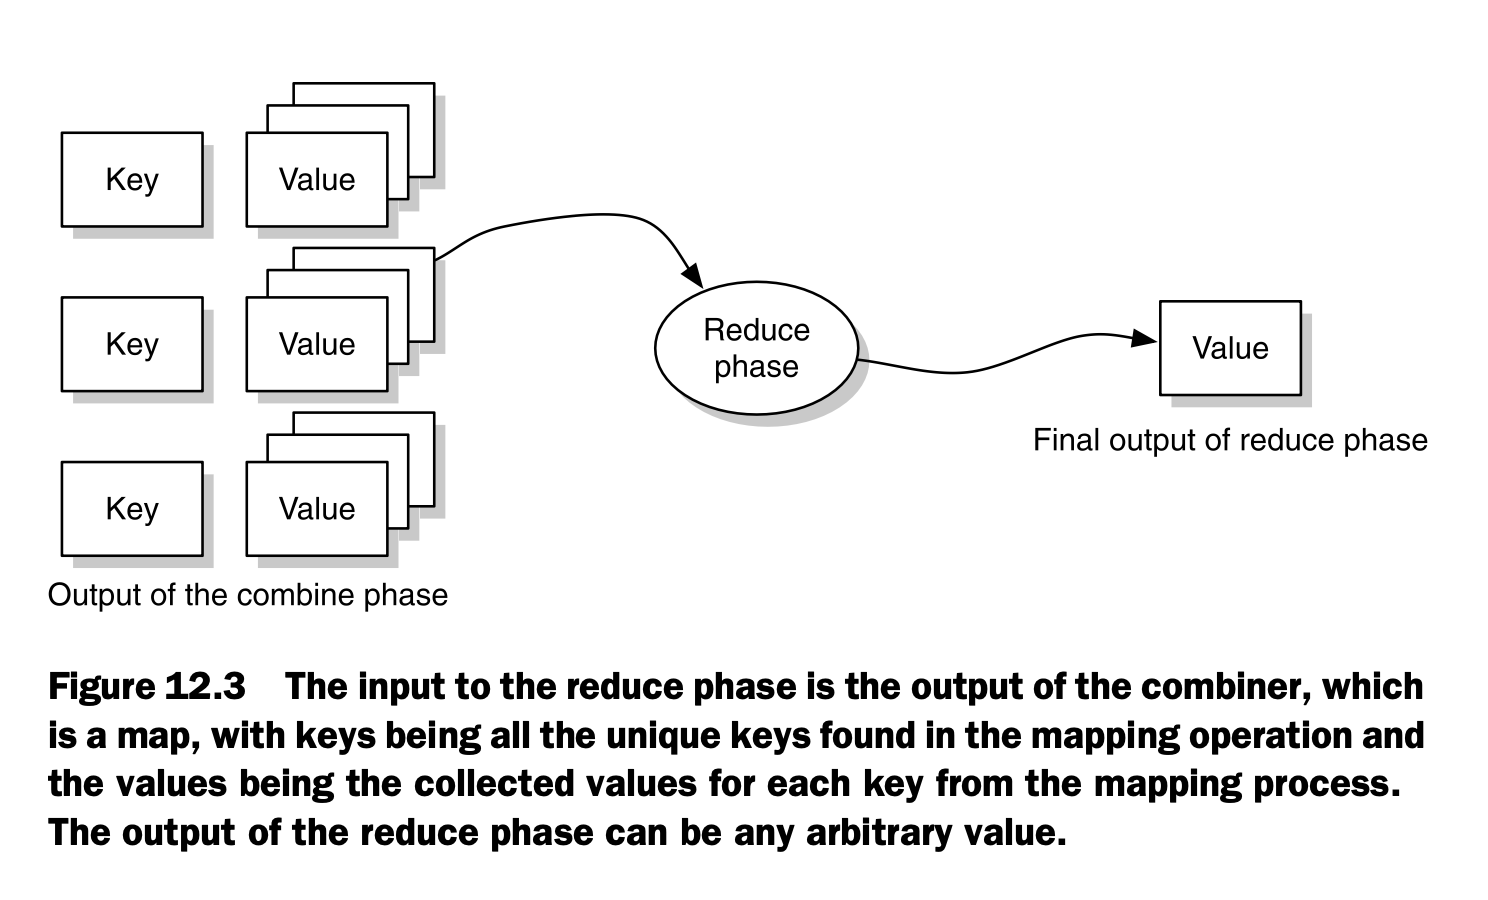 Key
Value
Key
Value
Key
Value
Output of the combine phase
Reduce
phase
Value
Final output of reduce phase
Figure 12.3 The input to the reduce phase is the output of the combiner, which
is a map, with keys being all the unique keys found in the mapping operation and
the values being the collected values for each key from the mapping process.
The output of the reduce phase can be any arbitrary value.